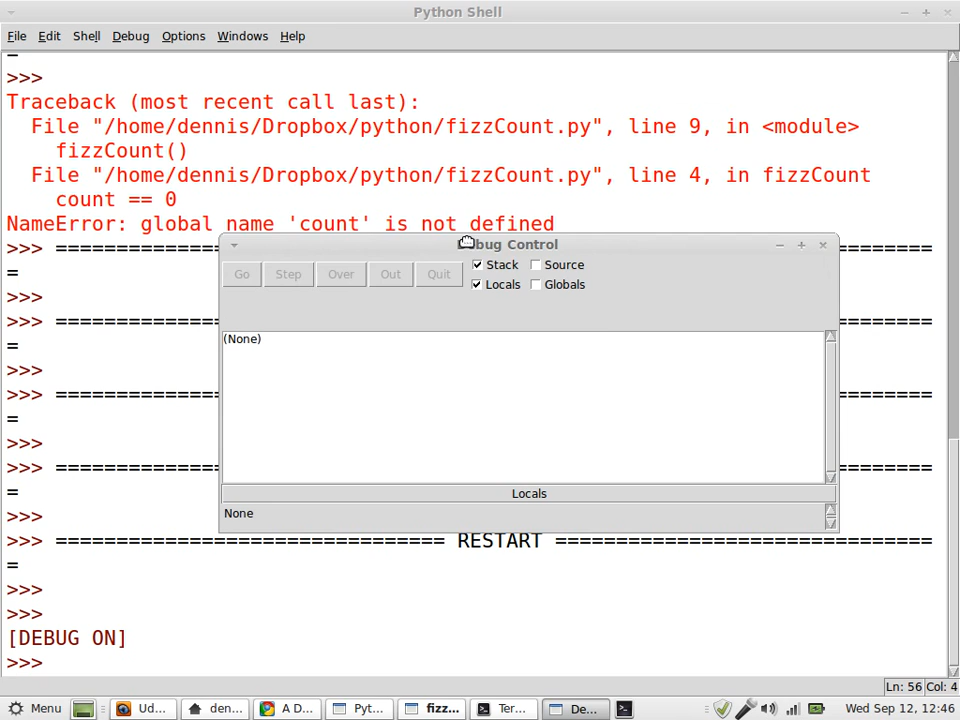 Python Shell
File Edit Shell Debug Options Windows Help
=
>>>
Traceback (most recent call last):
  File "/home/dennis/Dropbox/python/fizzCount.py", line 9, in <module>
    fizzCount()
  File "/home/dennis/Dropbox/python/fizzCount.py", line 4, in fizzCount
    count == 0
NameError: global name 'count' is not defined
>>> ==============
=
>>>
>>> ==============
=
>>>
>>> ==============
=
>>>
>>> ==============
=
>>>
>>> ================================ RESTART ===============================
=
>>>
>>>
[DEBUG ON]
>>>
Debug Control
Go Step Over Out Quit
Stack Source
Locals Globals
(None)
Locals
None
Ln: 56 Col: 4
Menu Ud... den... A D... Pyt... fizz... Ter... De... Wed Sep 12, 12:46